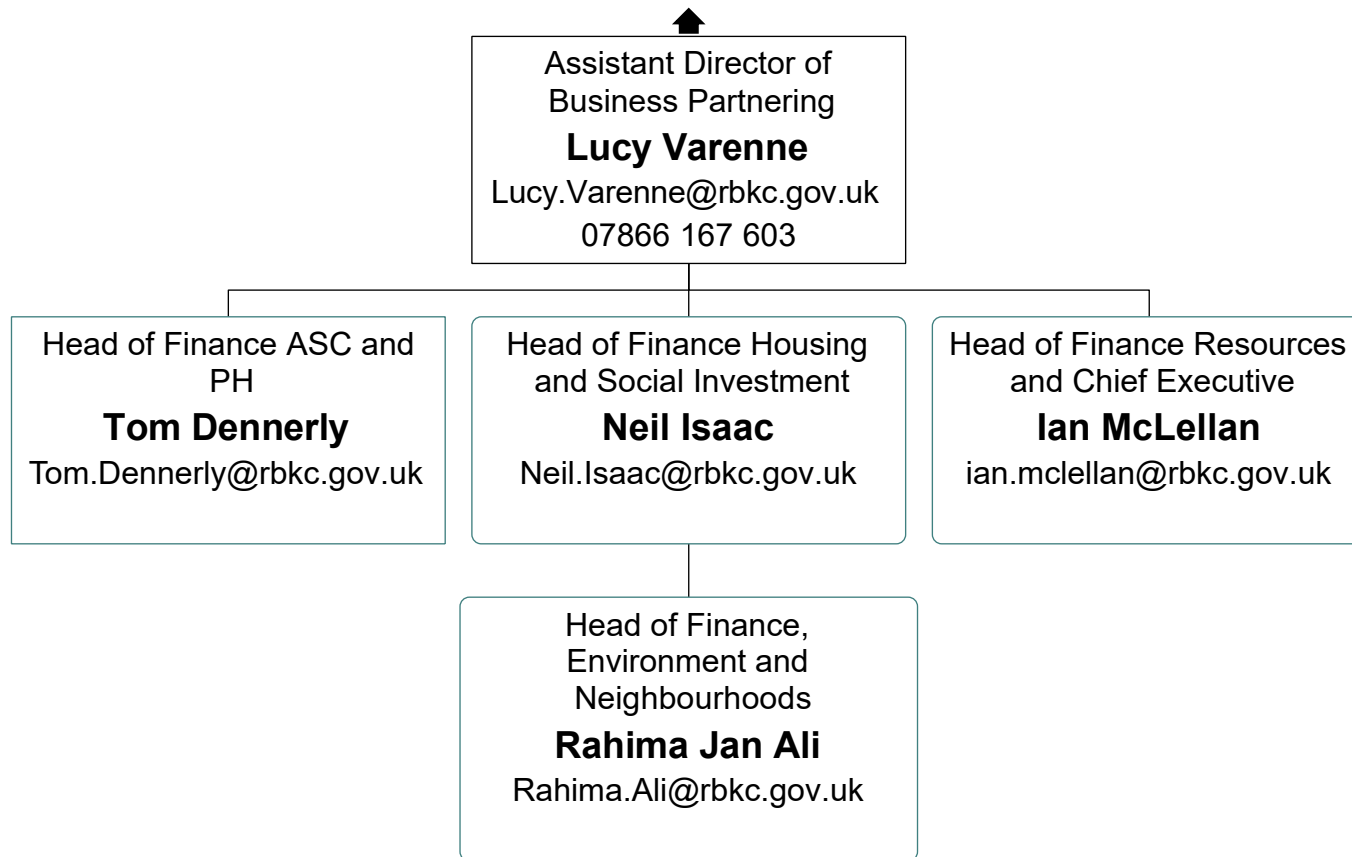 Assistant Director of
Business Partnering
Lucy Varenne
Lucy.Varenne@rbkc.gov.uk
07866 167 603
Head of Finance ASC and
PH
Tom Dennerly
Tom.Dennerly@rbkc.gov.uk
Head of Finance Housing
and Social Investment
Neil Isaac
Neil.Isaac@rbkc.gov.uk
Head of Finance Resources
and Chief Executive
Ian McLellan
ian.mclellan@rbkc.gov.uk
Head of Finance,
Environment and
Neighbourhoods
Rahima Jan Ali
Rahima.Ali@rbkc.gov.uk